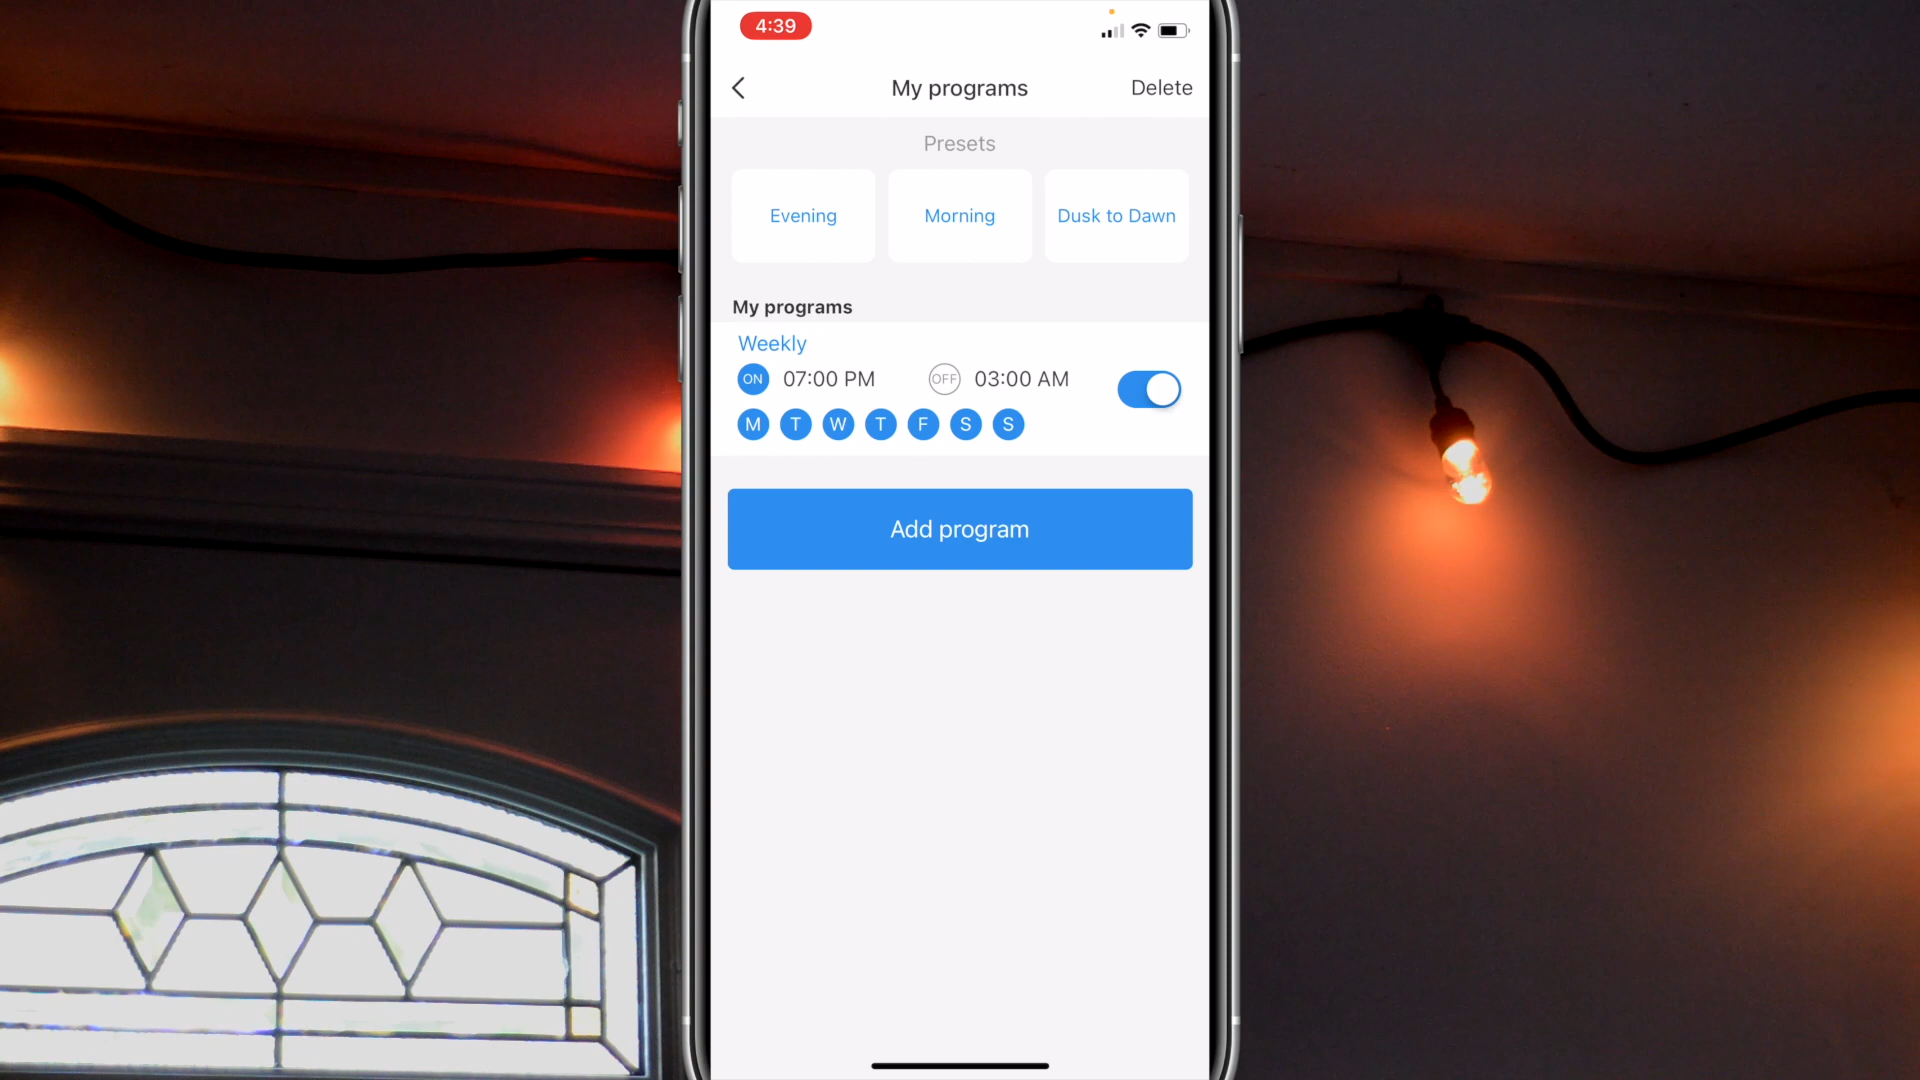 4:39
My programs
Delete
Presets
Evening
Morning
Dusk to Dawn
My programs
Weekly
ON 07:00 PM OFF 03:00 AM
M T W T F S S
Add program